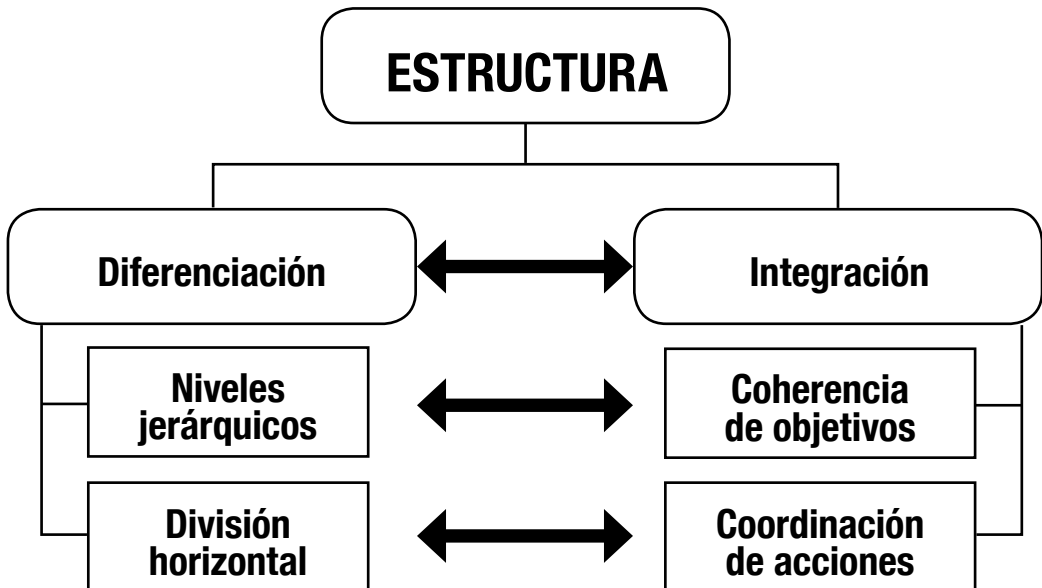 ESTRUCTURA
Diferenciación
Integración
Niveles
jerárquicos
Coherencia
de objetivos
División
horizontal
Coordinación
de acciones